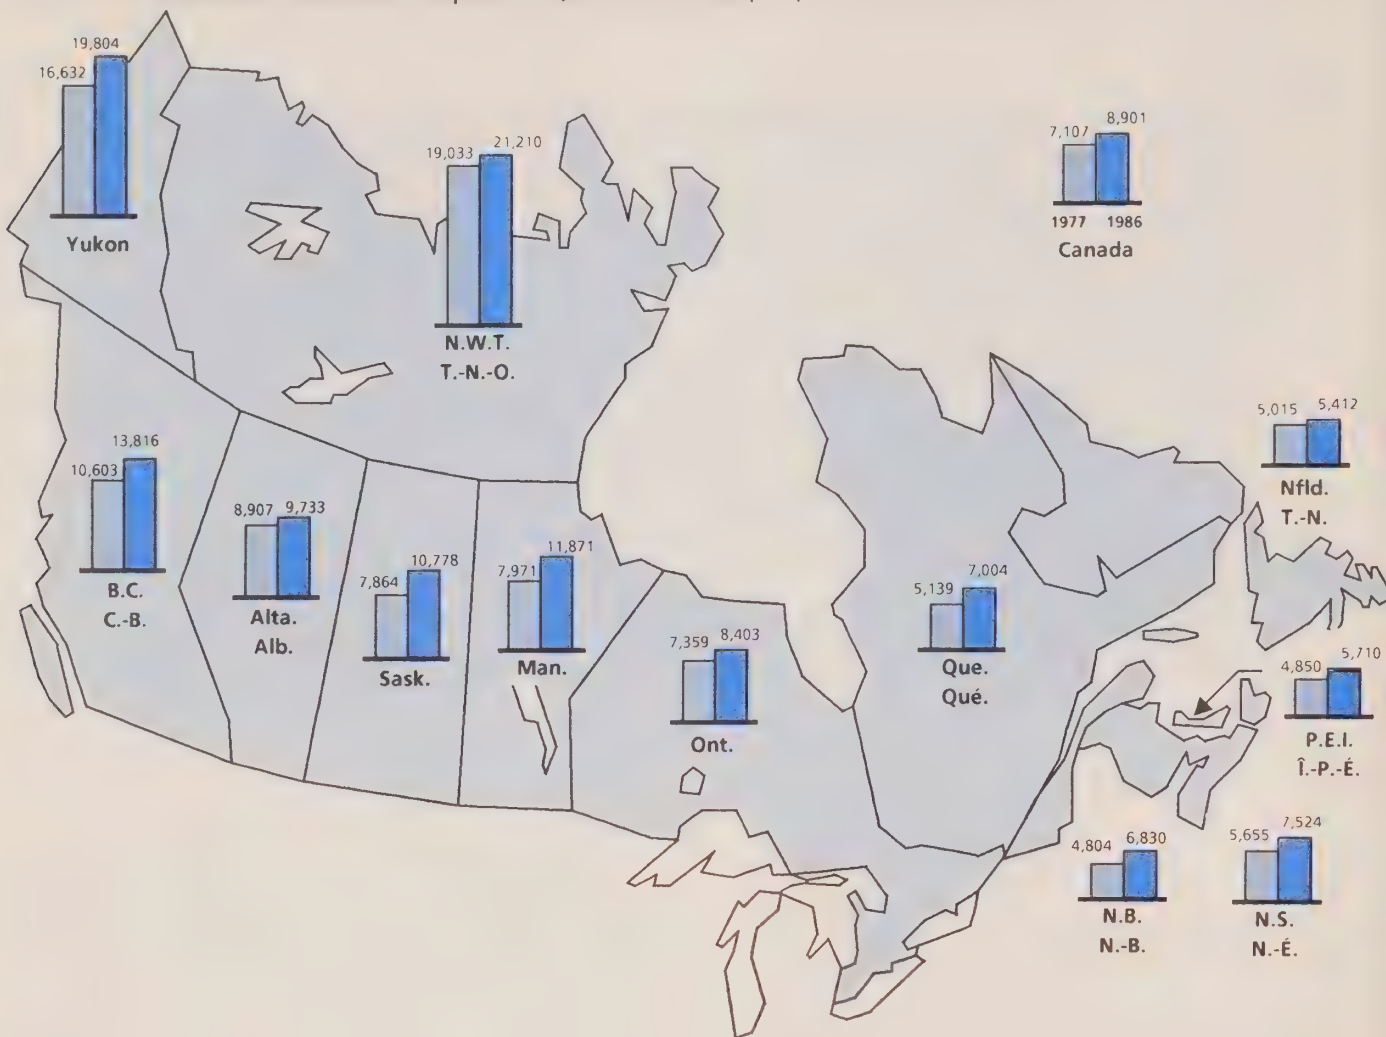 19,804
16,632
Yukon
19,033 21,210
N.W.T.
T.-N.-O.
7,107 8,901
1977 1986
Canada
13,816
10,603
B.C.
C.-B.
8,907 9,733
Alta.
Alb.
10,778
7,864
Sask.
11,871
7,971
Man.
7,359 8,403
Ont.
7,004
5,139
Que.
Qué.
5,015 5,412
Nfld.
T.-N.
4,850 5,710
P.E.I.
Î.-P.-É.
4,804 6,830
N.B.
N.-B.
5,655 7,524
N.S.
N.-É.